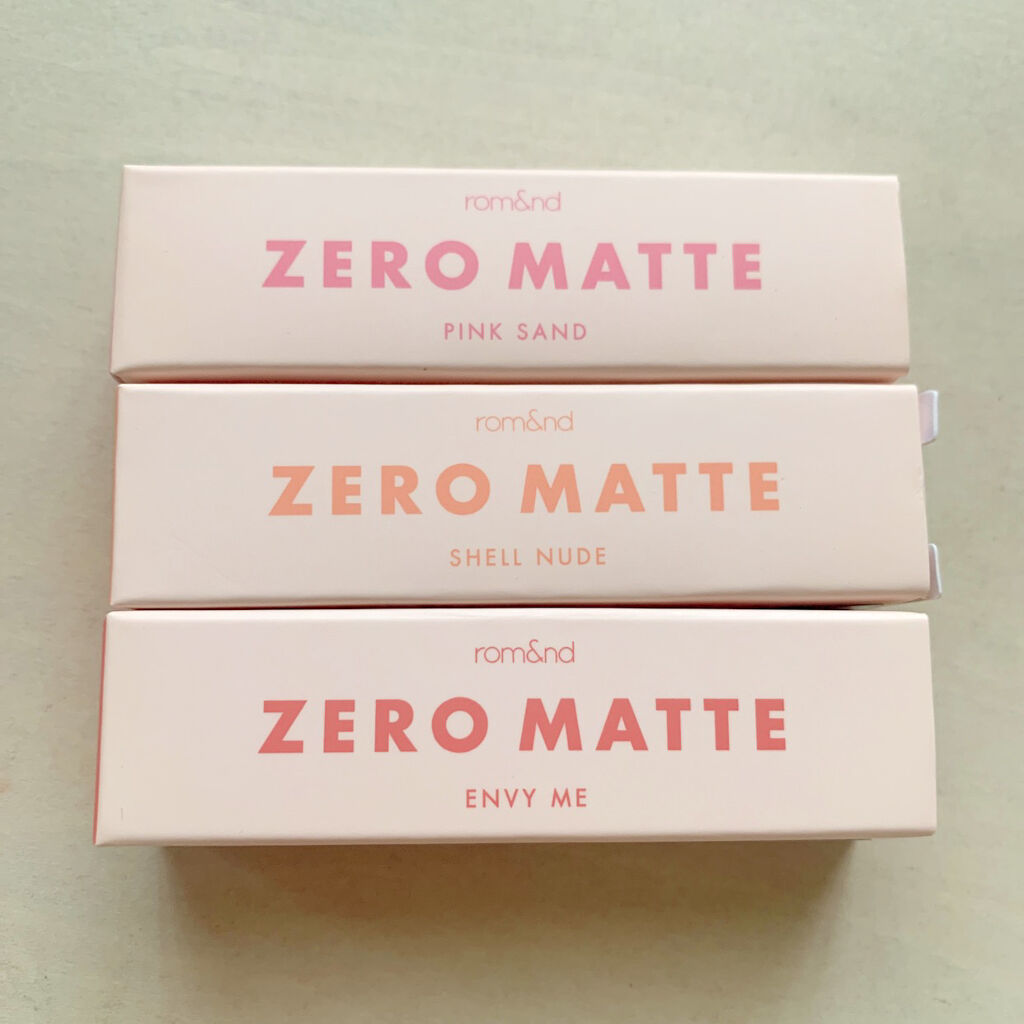 rom&nd
ZERO MATTE
PINK SAND
rom&nd
ZERO MATTE
SHELL NUDE
rom&nd
ZERO MATTE
ENVY ME